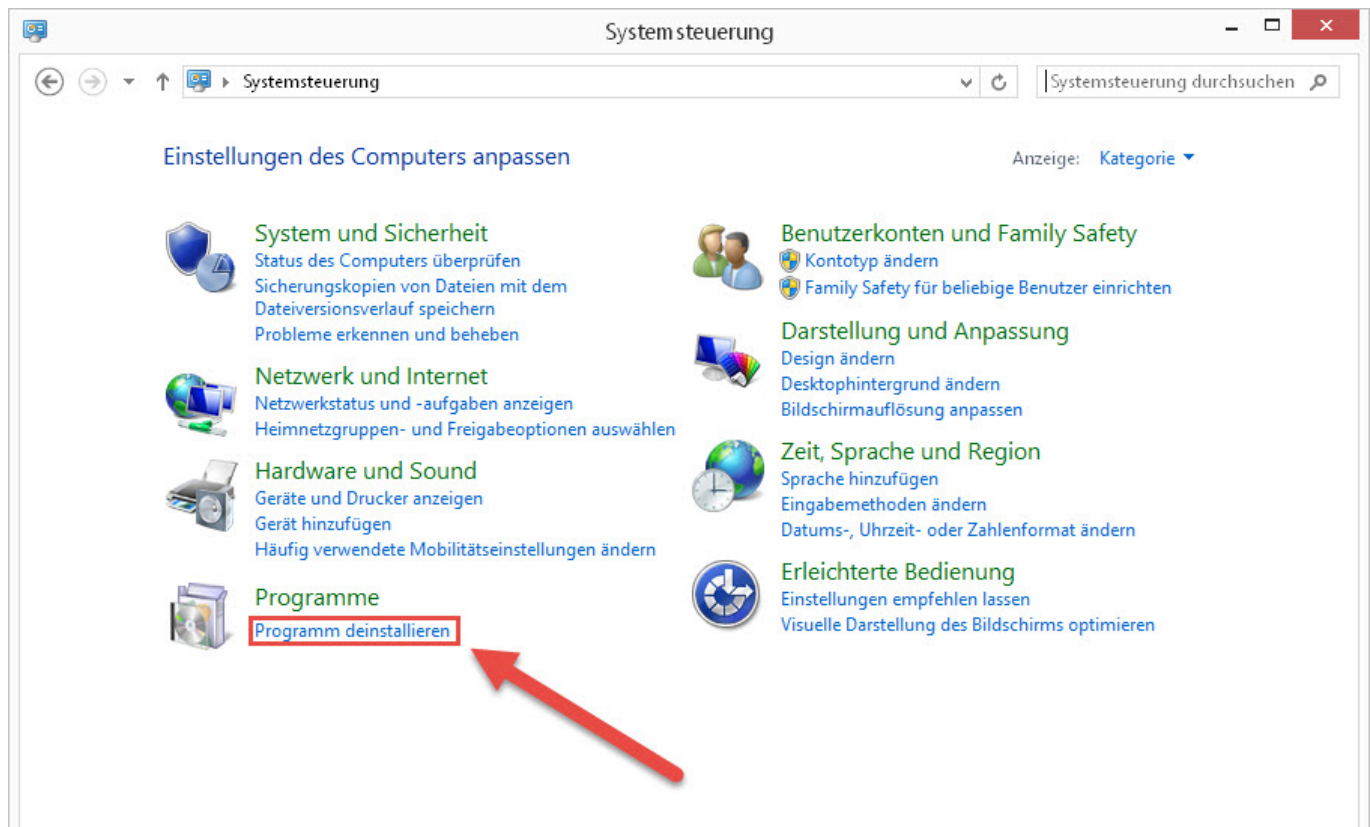 Systemsteuerung
Systemsteuerung
Systemsteuerung durchsuchen
Einstellungen des Computers anpassen
Anzeige: Kategorie
System und Sicherheit
Status des Computers überprüfen
Sicherungskopien von Dateien mit dem
Dateiversionsverlauf speichern
Probleme erkennen und beheben
Netzwerk und Internet
Netzwerkstatus und -aufgaben anzeigen
Heimnetzgruppen- und Freigabeoptionen auswählen
Hardware und Sound
Geräte und Drucker anzeigen
Gerät hinzufügen
Häufig verwendete Mobilitätseinstellungen ändern
Programme
Programm deinstallieren
Benutzerkonten und Family Safety
Kontotyp ändern
Family Safety für beliebige Benutzer einrichten
Darstellung und Anpassung
Design ändern
Desktophintergrund ändern
Bildschirmauflösung anpassen
Zeit, Sprache und Region
Sprache hinzufügen
Eingabemethoden ändern
Datums-, Uhrzeit- oder Zahlenformat ändern
Erleichterte Bedienung
Einstellungen empfehlen lassen
Visuelle Darstellung des Bildschirms optimieren